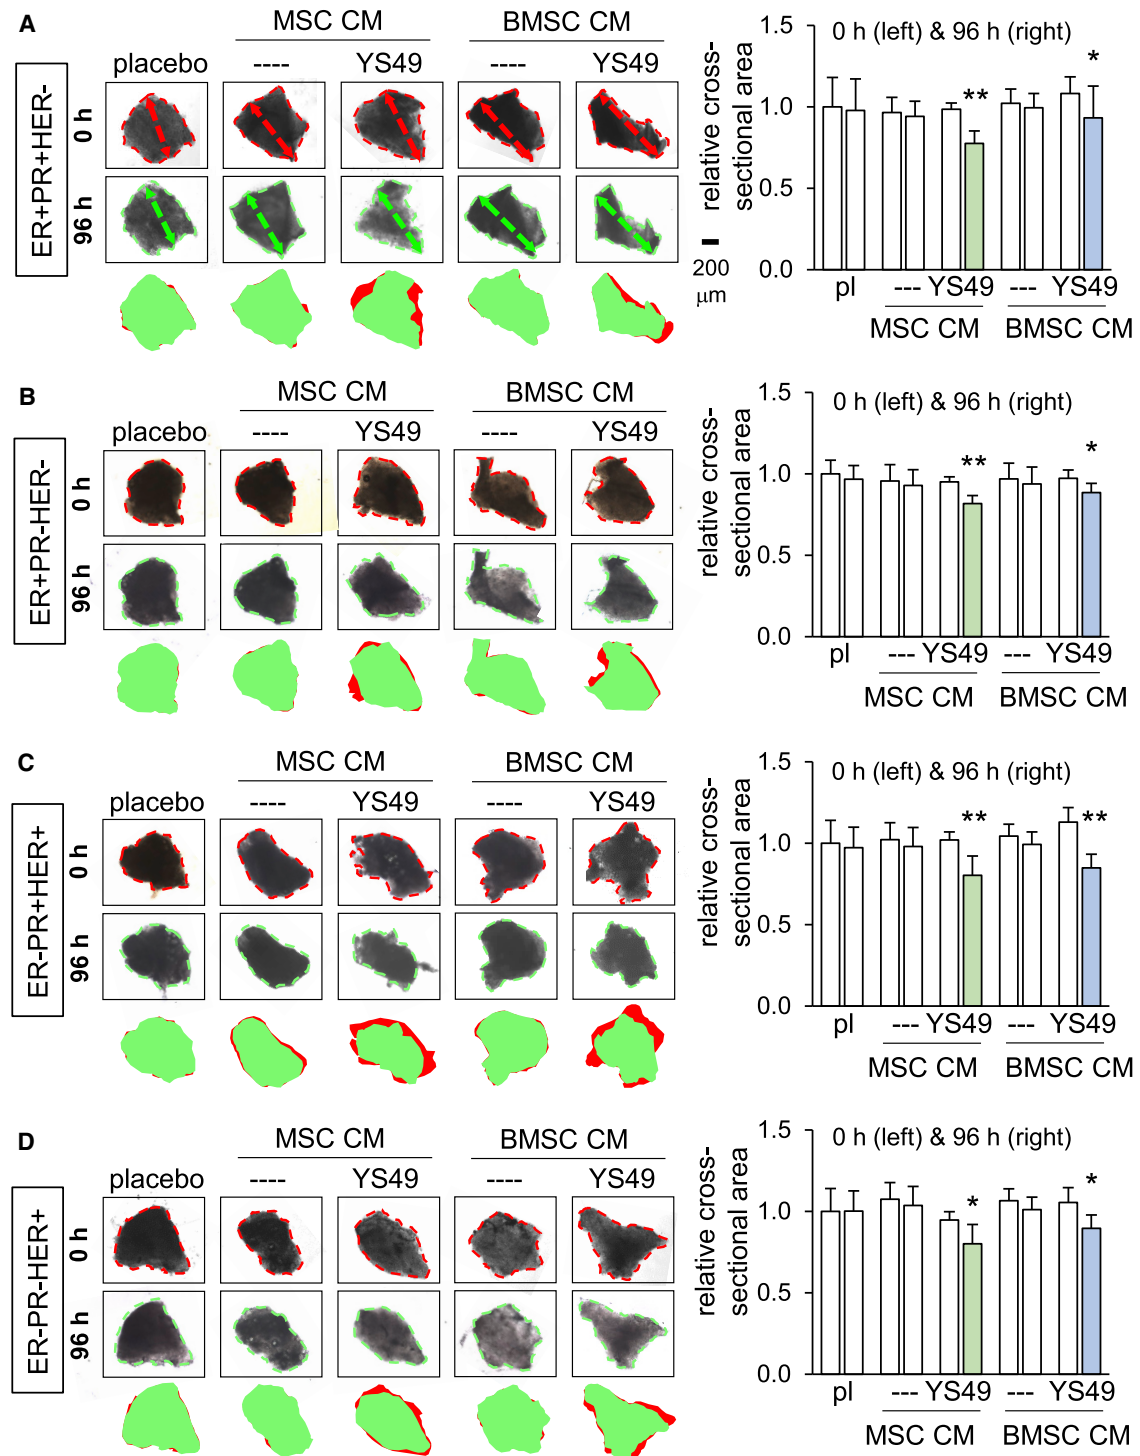 A
MSC CM
BMSC CM
placebo
----
YS49
----
YS49
ER+PR+HER-
0 h
96 h
200
μm
relative cross-
sectional area
1.5
1.0
0.5
0.0
0 h (left) & 96 h (right)
**
*
pl
---
YS49
---
YS49
MSC CM
BMSC CM
B
MSC CM
BMSC CM
placebo
----
YS49
----
YS49
ER+PR-HER-
0 h
96 h
relative cross-
sectional area
1.5
1.0
0.5
0.0
0 h (left) & 96 h (right)
**
*
pl
---
YS49
---
YS49
MSC CM
BMSC CM
C
MSC CM
BMSC CM
placebo
----
YS49
----
YS49
ER-PR+HER+
0 h
96 h
relative cross-
sectional area
1.5
1.0
0.5
0.0
0 h (left) & 96 h (right)
**
**
pl
---
YS49
---
YS49
MSC CM
BMSC CM
D
MSC CM
BMSC CM
placebo
----
YS49
----
YS49
ER-PR-HER+
0 h
96 h
relative cross-
sectional area
1.5
1.0
0.5
0.0
0 h (left) & 96 h (right)
*
*
pl
---
YS49
---
YS49
MSC CM
BMSC CM